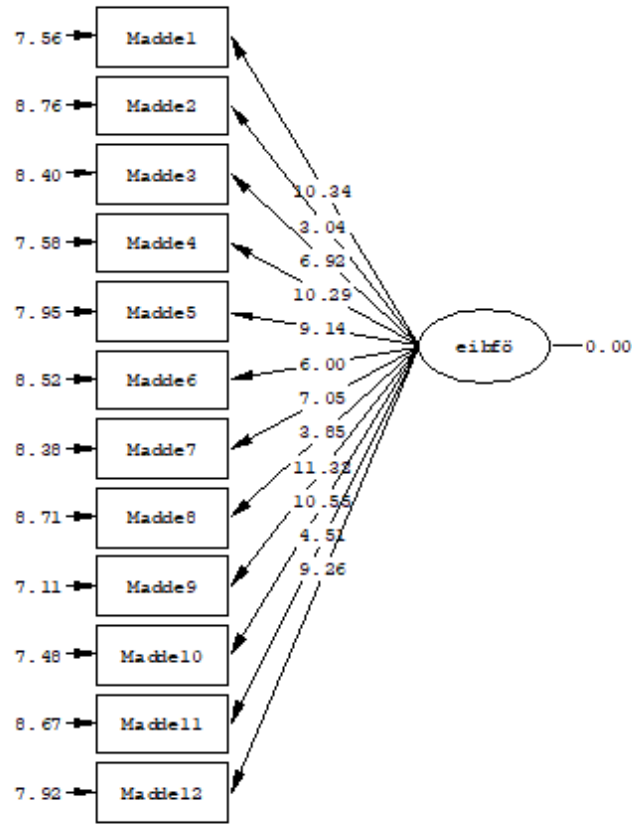 7.56 Madde1
8.76 Madde2
8.40 Madde3
10.34
7.58 Madde4
3.04
6.92
10.29
7.95 Madde5
9.14
eibfö 0.00
8.52 Madde6
6.00
7.05
8.38 Madde7
3.85
11.32
8.71 Madde8
10.55
4.51
7.11 Madde9
9.26
7.48 Madde10
8.67 Madde11
7.92 Madde12